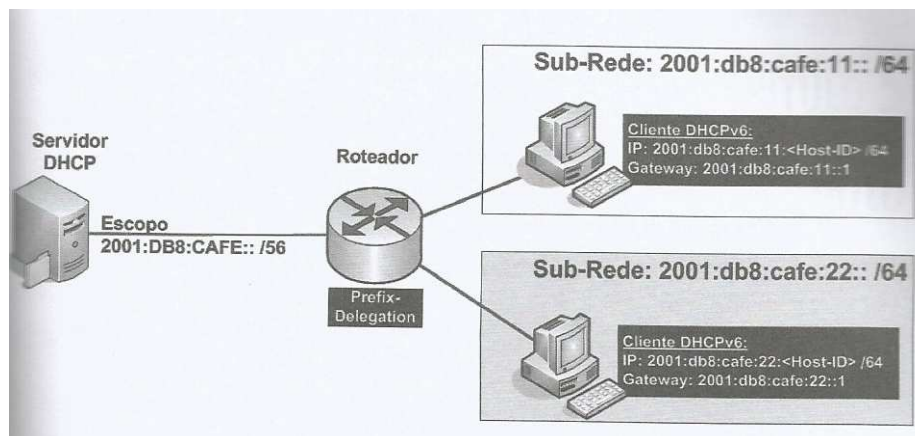 Servidor
DHCP
Escopo
2001:DB8:CAFE:: /56
Roteador
Prefix-
Delegation
Sub-Rede: 2001:db8:cafe:11:: /64
Cliente DHCPv6:
IP: 2001:db8:cafe:11:<Host-ID> /64
Gateway: 2001:db8:cafe:11::1
Sub-Rede: 2001:db8:cafe:22:: /64
Cliente DHCPv6:
IP: 2001:db8:cafe:22:<Host-ID> /64
Gateway: 2001:db8:cafe:22::1